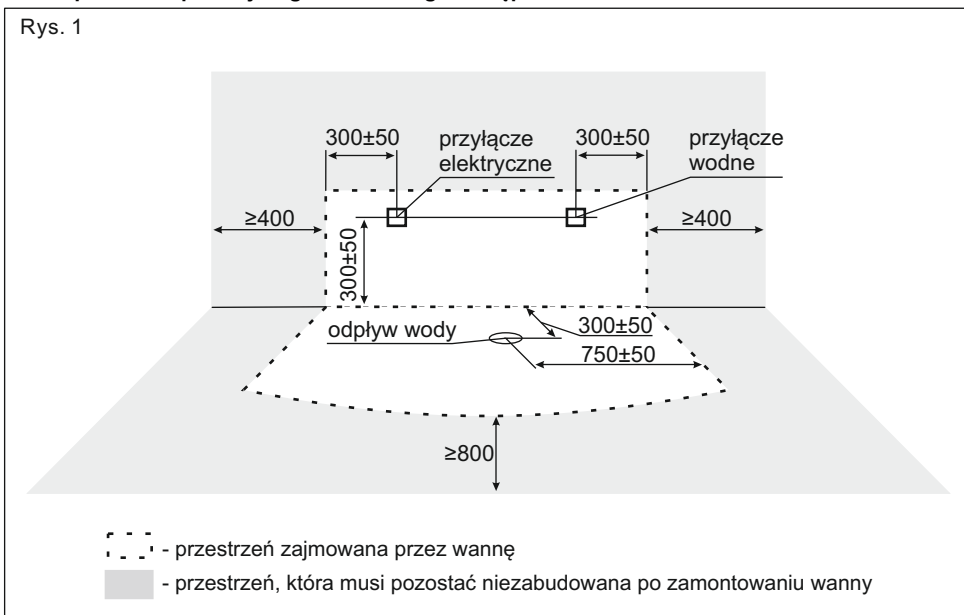 Rys. 1
300±50
przyłącze
elektryczne
300±50
przyłącze
wodne
≥400
≥400
300±50
odpływ wody
300±50
750±50
≥800
- przestrzeń zajmowana przez wannę
- przestrzeń, która musi pozostać niezabudowana po zamontowaniu wanny